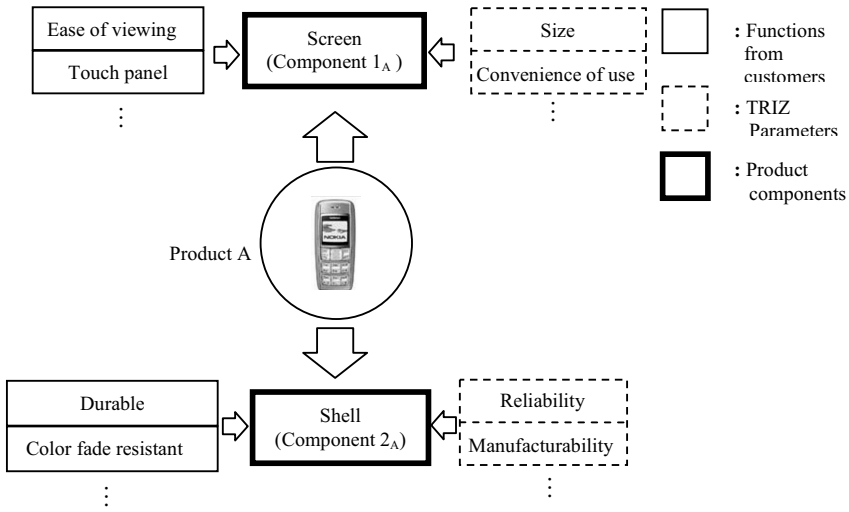 Ease of viewing
Touch panel
Screen
(Component 1A )
Size
Convenience of use
: Functions
from
customers
: TRIZ
Parameters
: Product
components
Product A
NOKIA
Durable
Color fade resistant
Shell
(Component 2A)
Reliability
Manufacturability